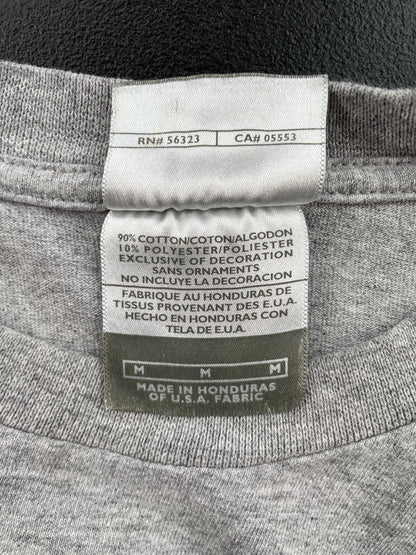 RN# 56323 CA# 05553
90% COTTON/COTON/ALGODON
10% POLYESTER/POLIESTER
EXCLUSIVE OF DECORATION
SANS ORNAMENTS
NO INCLUYE LA DECORACION
FABRIQUE AU HONDURAS DE
TISSUS PROVENANT DES E.U.A.
HECHO EN HONDURAS CON
TELA DE E.U.A.
M M M
MADE IN HONDURAS
OF U.S.A. FABRIC